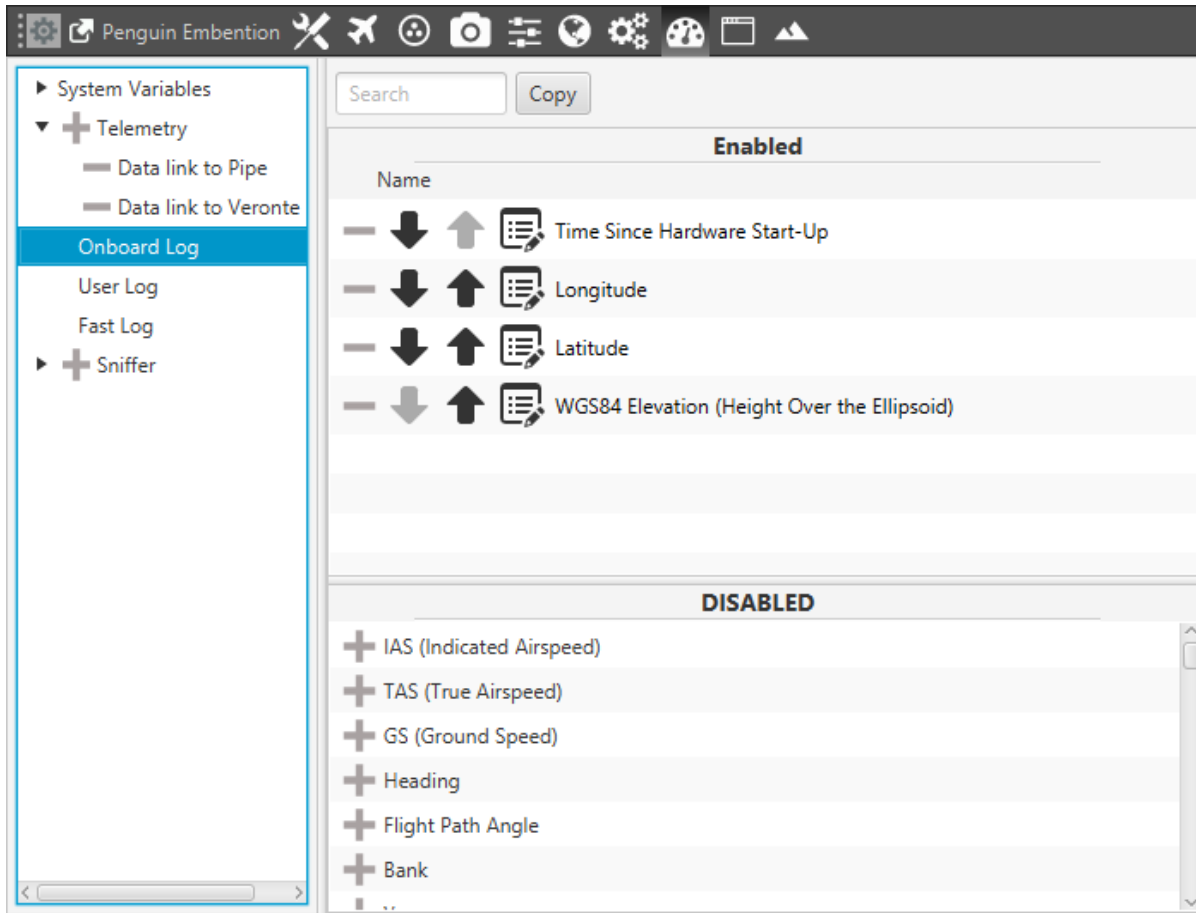 Penguin Embention
System Variables
Telemetry
Data link to Pipe
Data link to Veronte
Onboard Log
User Log
Fast Log
Sniffer
Search
Copy
Enabled
Name
Time Since Hardware Start-Up
Longitude
Latitude
WGS84 Elevation (Height Over the Ellipsoid)
DISABLED
IAS (Indicated Airspeed)
TAS (True Airspeed)
GS (Ground Speed)
Heading
Flight Path Angle
Bank